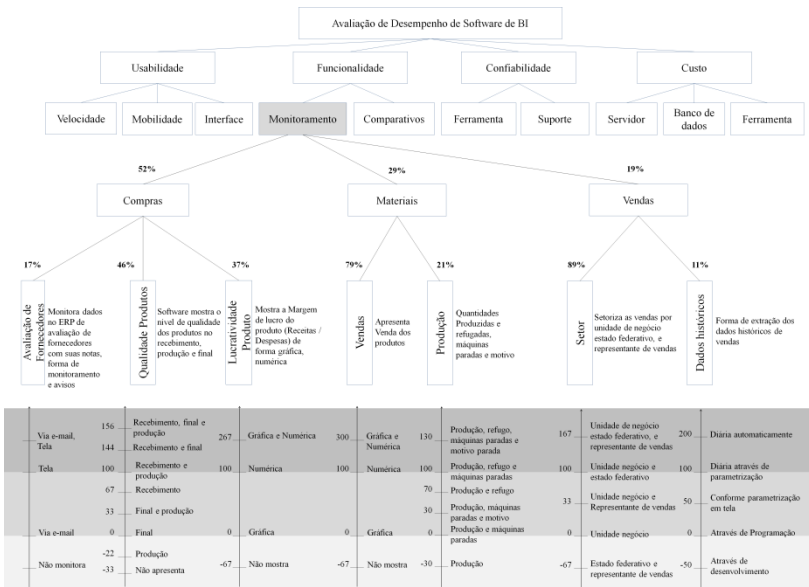 Avaliação de Desempenho de Software de BI
Usabilidade
Funcionalidade
Confiabilidade
Custo
Velocidade
Mobilidade
Interface
Monitoramento
Comparativos
Ferramenta
Suporte
Servidor
Banco de
dados
Ferramenta
52%
29%
19%
Compras
Materiais
Vendas
17%
46%
37%
79%
21%
89%
11%
Avaliação de
Fornecedores
Monitora dados
no ERP de
avaliação de
fornecedores
com suas notas,
forma de
monitoramento
e avisos
Qualidade Produtos
Software mostra o
nivel de qualidade
dos produtos no
recebimento,
produção e final
Lucratividade
Produto
Mostra a Margem
de lucro do
produto (Receitas /
Despesas) de
forma gráfica,
numérica
Vendas
Apresenta
Venda dos
produtos
Produção
Quantidades
Produzidas e
refugadas,
máquinas
paradas e motivo
Setor
Setoriza as vendas por
unidade de negócio
estado federativo, e
representante de vendas
Dados históricos
Forma de extração dos
dados históricos de
vendas
Via e-mail,
Tela
Tela
Via e-mail
Não monitora
156
Recebimento, final e
produção
144
Recebimento e final
100
Recebimento e
produção
67
Recebimento
33
Final e produção
0
Final
-22
Produção
-33
Não apresenta
267
Gráfica e Numérica
100
Numérica
0
Gráfica
-67
Não mostra
300
Gráfica e
Numérica
100
Numérica
0
Gráfica
-67
Não mostra
130
Produção, refugo,
máquinas paradas e
motivo parada
100
Produção, refugo e
máquinas paradas
70
Produção e refugo
30
Produção, máquinas
paradas e motivo
0
Produção e máquinas
paradas
-30
Produção
167
Unidade de negócio
estado federativo, e
representante de vendas
100
Unidade negócio e
estado federativo
33
Unidade negócio e
Representante de vendas
0
Unidade negócio
-67
Estado federativo e
representante de vendas
200
Diária automaticamente
100
Diária através de
parametrização
50
Conforme parametrização
em tela
0
Através de Programação
-50
Através de
desenvolvimento